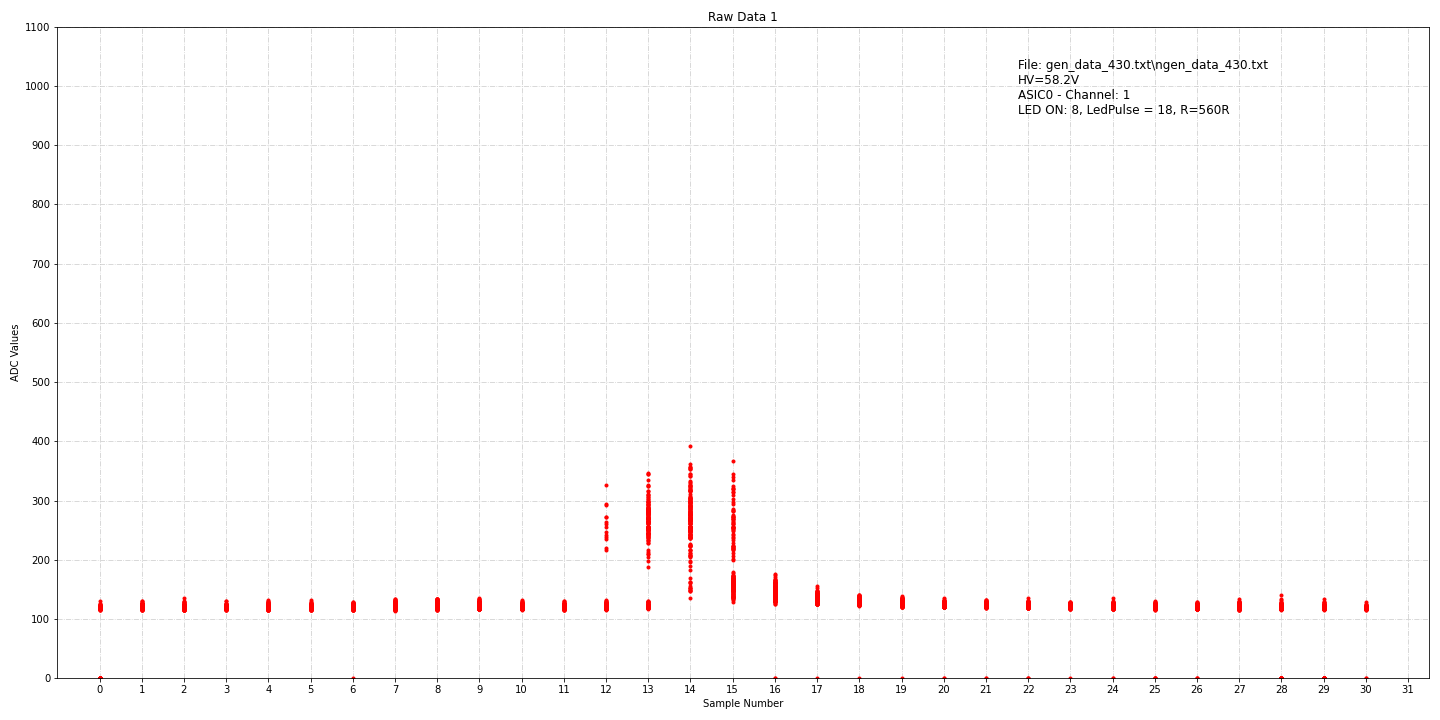 Raw Data 1
1100
1000
900
800
700
600
500
400
300
200
100
0
ADC Values
File: gen_data_430.txt\ngen_data_430.txt
HV=58.2V
ASIC0 - Channel: 1
LED ON: 8, LedPulse = 18, R=560R
0 1 2 3 4 5 6 7 8 9 10 11 12 13 14 15 16 17 18 19 20 21 22 23 24 25 26 27 28 29 30 31
Sample Number